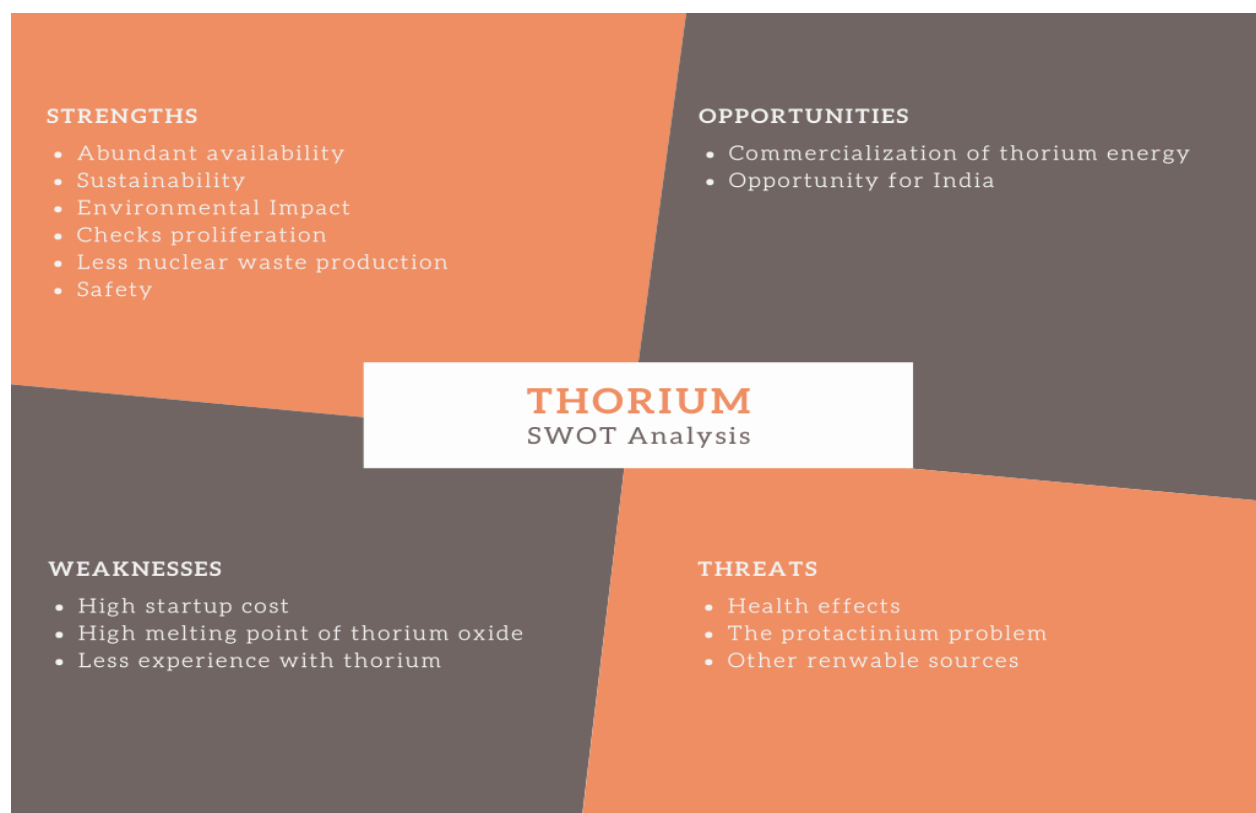 STRENGTHS
• Abundant availability
• Sustainability
• Environmental Impact
• Checks proliferation
• Less nuclear waste production
• Safety
OPPORTUNITIES
• Commercialization of thorium energy
• Opportunity for India
THORIUM
SWOT Analysis
WEAKNESSES
• High startup cost
• High melting point of thorium oxide
• Less experience with thorium
THREATS
• Health effects
• The protactinium problem
• Other renwable sources